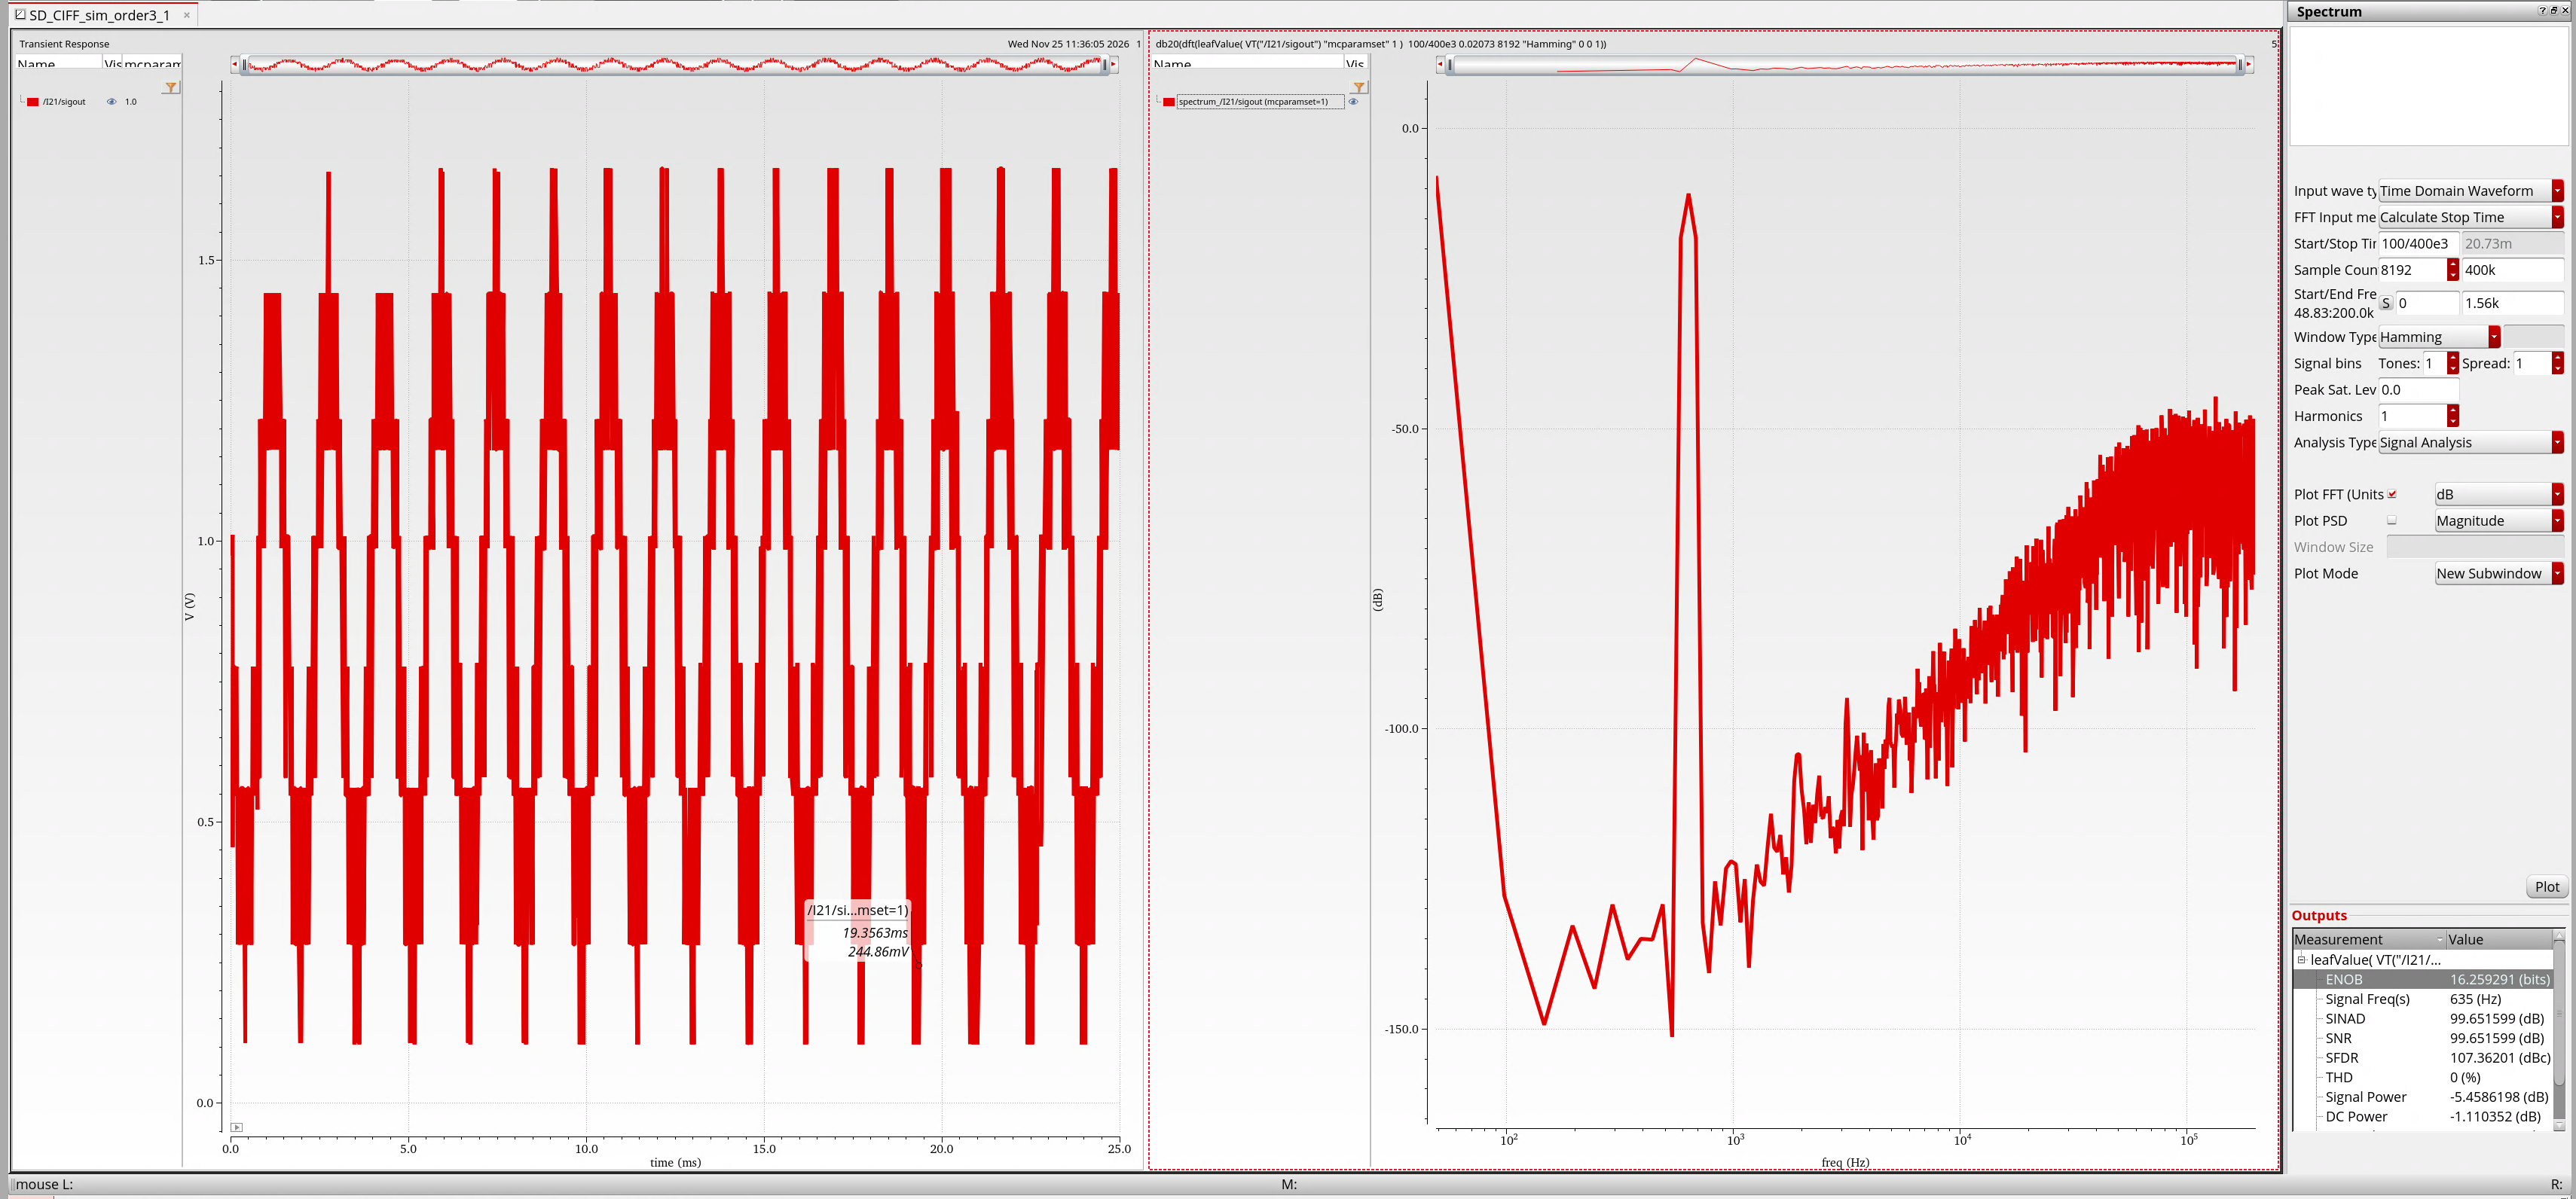 SD_CIFF_sim_order3_1 ×
Transient Response
Wed Nov 25 11:36:05 2026 1
Name Vis mcparam
/I21/sigout 1.0
1.5
1.0
0.5
0.0
V (V)
0.0 5.0 10.0 15.0 20.0 25.0
time (ms)
/I21/si...mset=1)
19.3563ms
244.86mV
db20(dft(leafValue( VT("/I21/sigout") "mcparamset" 1 ) 100/400e3 0.02073 8192 "Hamming" 0 0 1))
5
Name Vis
spectrum_/I21/sigout (mcparamset=1)
0.0
-50.0
-100.0
-150.0
(dB)
10² 10³ 10⁴ 10⁵
freq (Hz)
Spectrum
Input wave ty Time Domain Waveform
FFT Input me Calculate Stop Time
Start/Stop Tir 100/400e3 20.73m
Sample Coun 8192 400k
Start/End Fre S 0 1.56k
48.83:200.0k
Window Type Hamming
Signal bins Tones: 1 Spread: 1
Peak Sat. Lev 0.0
Harmonics 1
Analysis Type Signal Analysis
Plot FFT (Units dB
Plot PSD Magnitude
Window Size
Plot Mode New Subwindow
Plot
Outputs
Measurement Value
leafValue( VT("/I21/...
ENOB 16.259291 (bits)
Signal Freq(s) 635 (Hz)
SINAD 99.651599 (dB)
SNR 99.651599 (dB)
SFDR 107.36201 (dBc)
THD 0 (%)
Signal Power -5.4586198 (dB)
DC Power -1.110352 (dB)
mouse L: M: R: